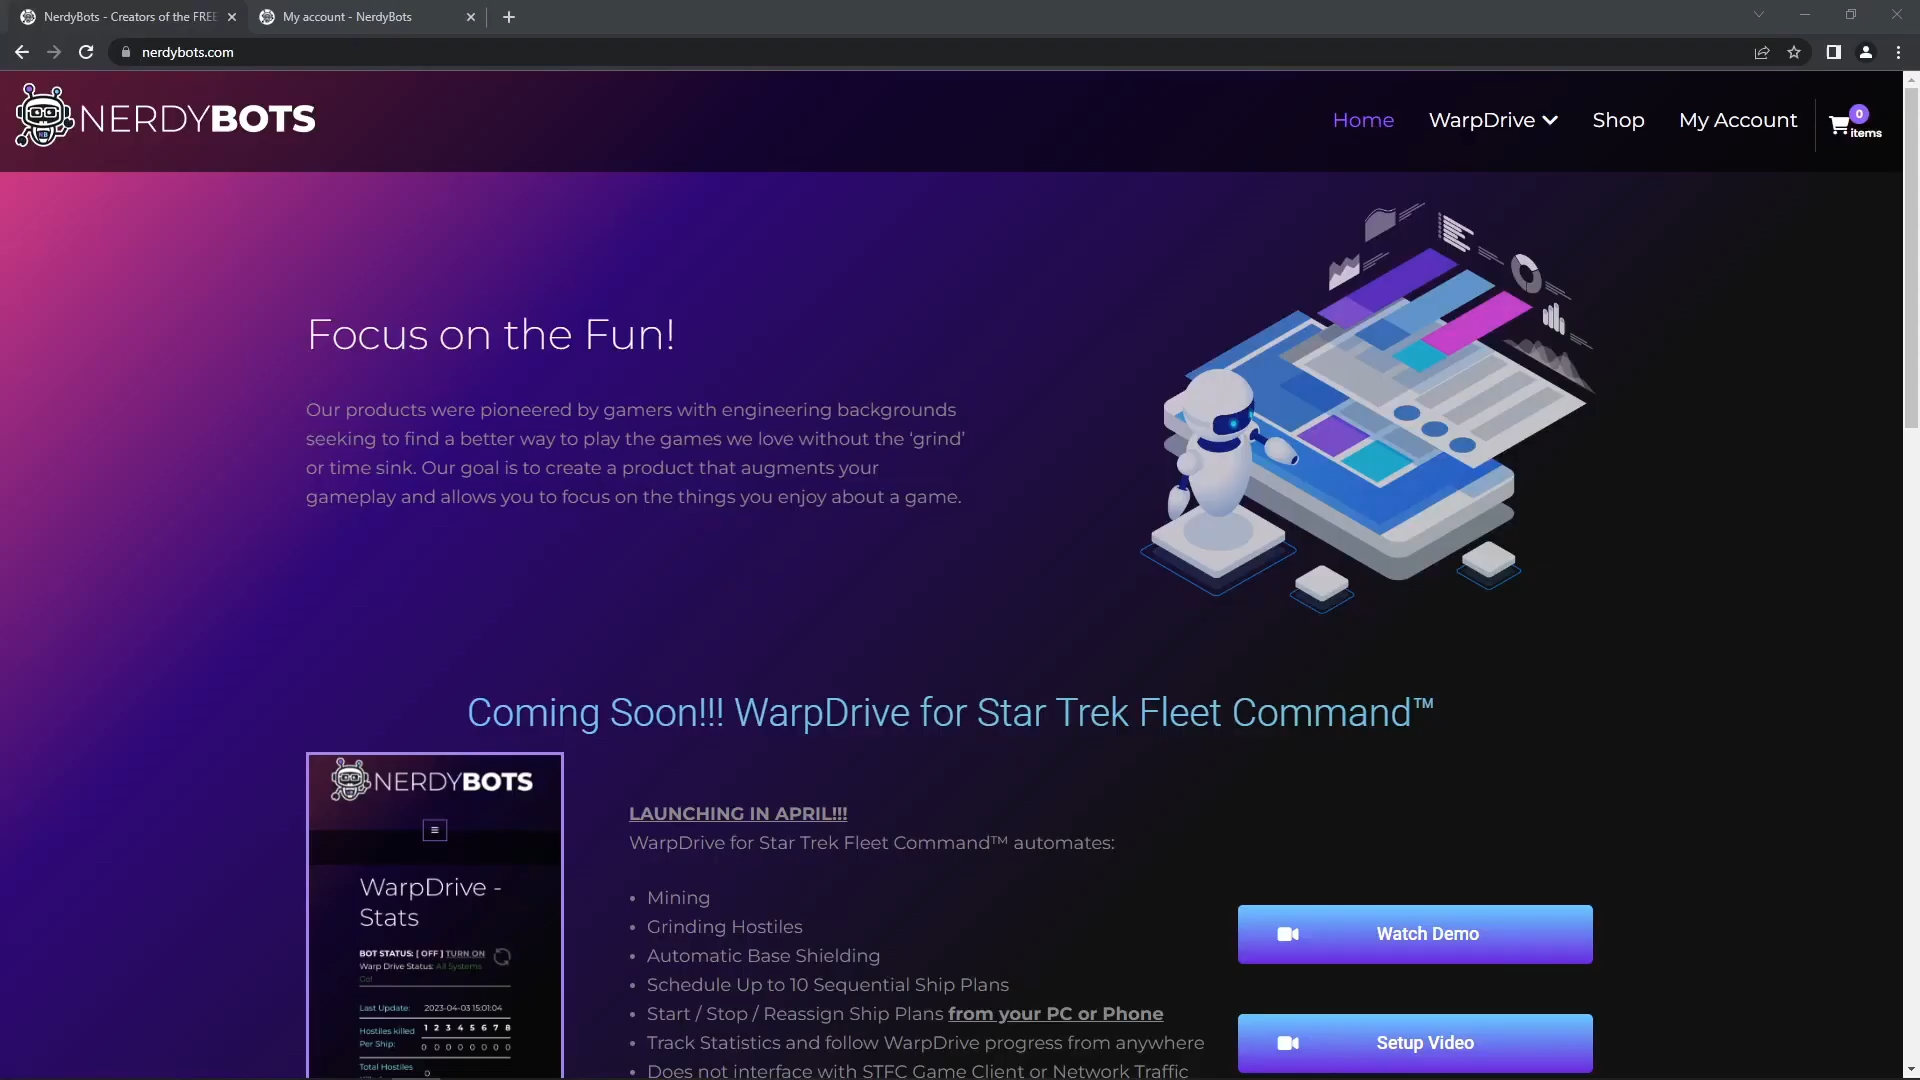 NerdyBots - Creators of the FREE
My account - NerdyBots
nerdybots.com
NERDYBOTS
Home
WarpDrive
Shop
My Account
0
items
Focus on the Fun!
Our products were pioneered by gamers with engineering backgrounds
seeking to find a better way to play the games we love without the ‘grind’
or time sink. Our goal is to create a product that augments your
gameplay and allows you to focus on the things you enjoy about a game.
Coming Soon!!! WarpDrive for Star Trek Fleet Command™
NERDYBOTS
WarpDrive -
Stats
BOT STATUS: [ OFF ] TURN ON
Warp Drive Status: All Systems
Go!
Last Update: 2023-04-03 15:01:04
Hostiles killed 1 2 3 4 5 6 7 8
Per Ship: 0 0 0 0 0 0 0 0
Total Hostiles
0
LAUNCHING IN APRIL!!!
WarpDrive for Star Trek Fleet Command™ automates:
• Mining
• Grinding Hostiles
• Automatic Base Shielding
• Schedule Up to 10 Sequential Ship Plans
• Start / Stop / Reassign Ship Plans from your PC or Phone
• Track Statistics and follow WarpDrive progress from anywhere
• Does not interface with STFC Game Client or Network Traffic
Watch Demo
Setup Video